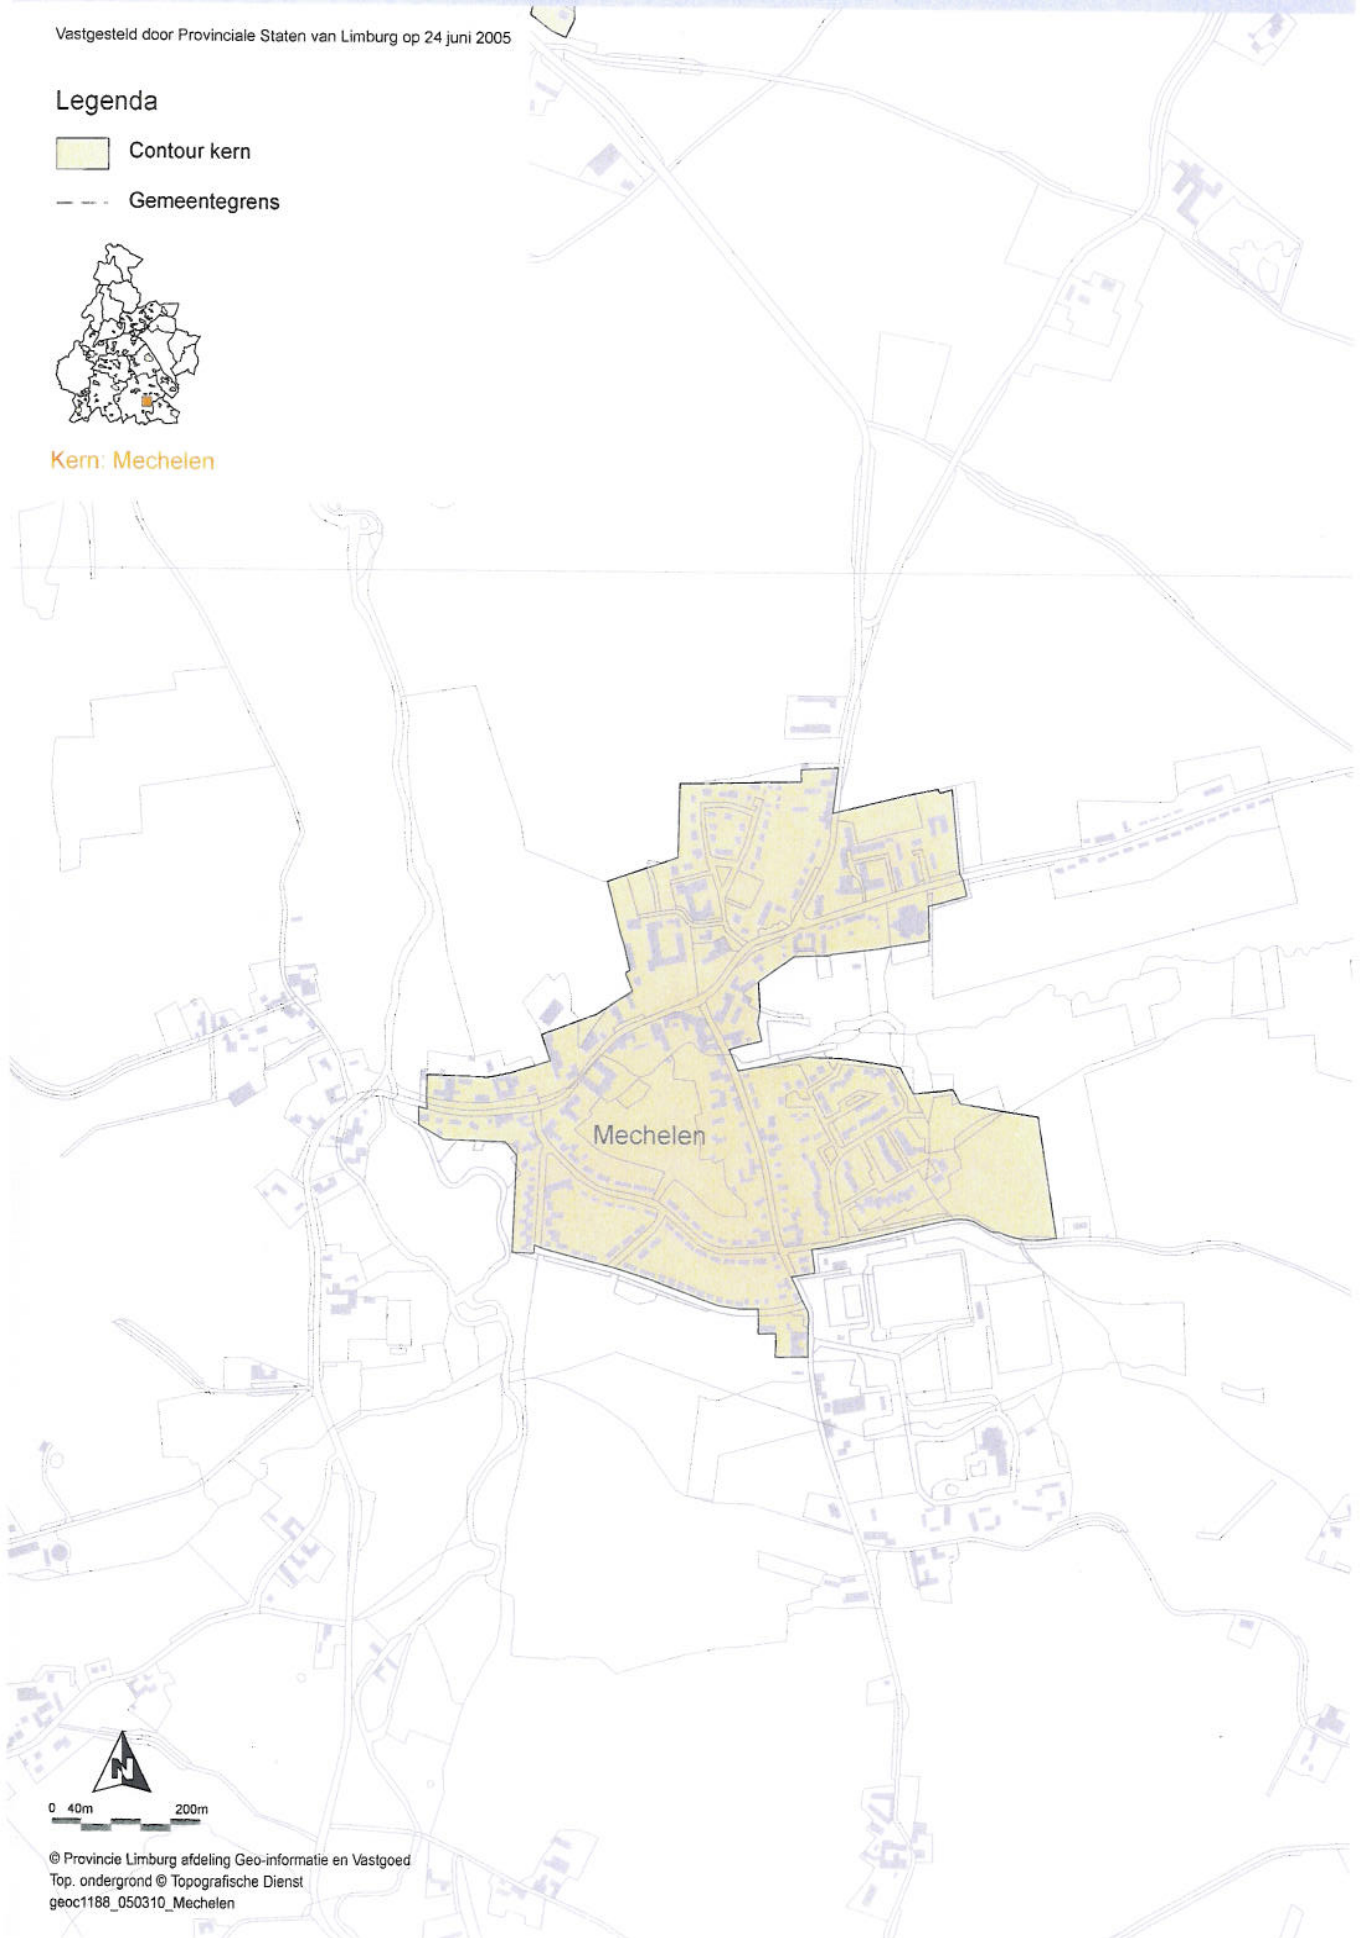 Vastgesteld door Provinciale Staten van Limburg op 24 juni 2005
Legenda
Contour kern
Gemeentegrens
Kern: Mechelen
Mechelen
N
0 40m 200m
© Provincie Limburg afdeling Geo-informatie en Vastgoed
Top. ondergrond © Topografische Dienst
geoc1188_050310_Mechelen